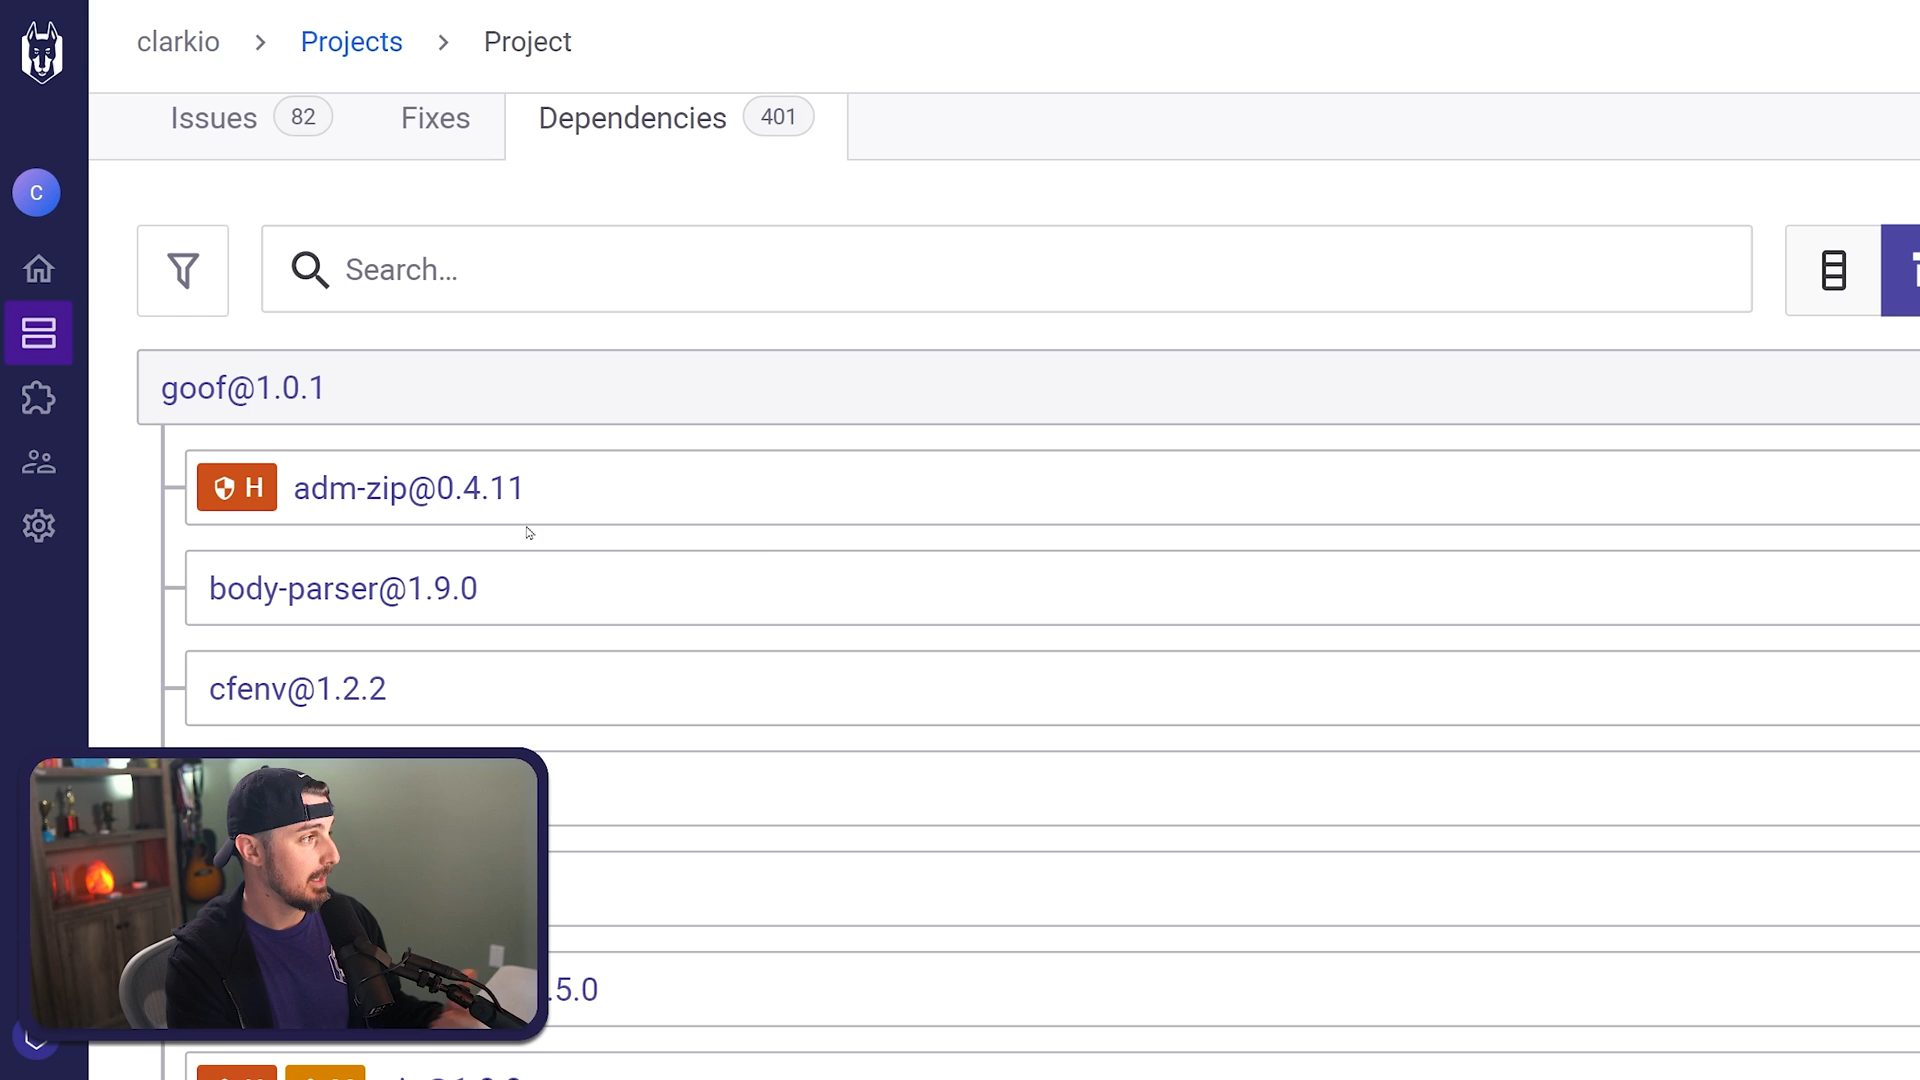 clarkio > Projects > Project
Issues 82 Fixes Dependencies 401
C
Search...
goof@1.0.1
H adm-zip@0.4.11
body-parser@1.9.0
cfenv@1.2.2
.5.0